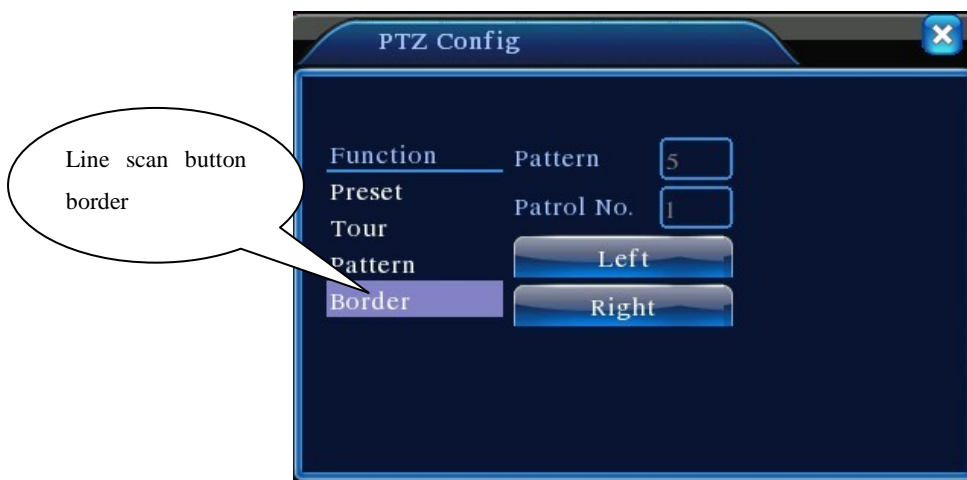 PTZ Config
Line scan button
border
Function
Preset
Tour
Pattern
Border
Pattern 5
Patrol No. 1
Left
Right